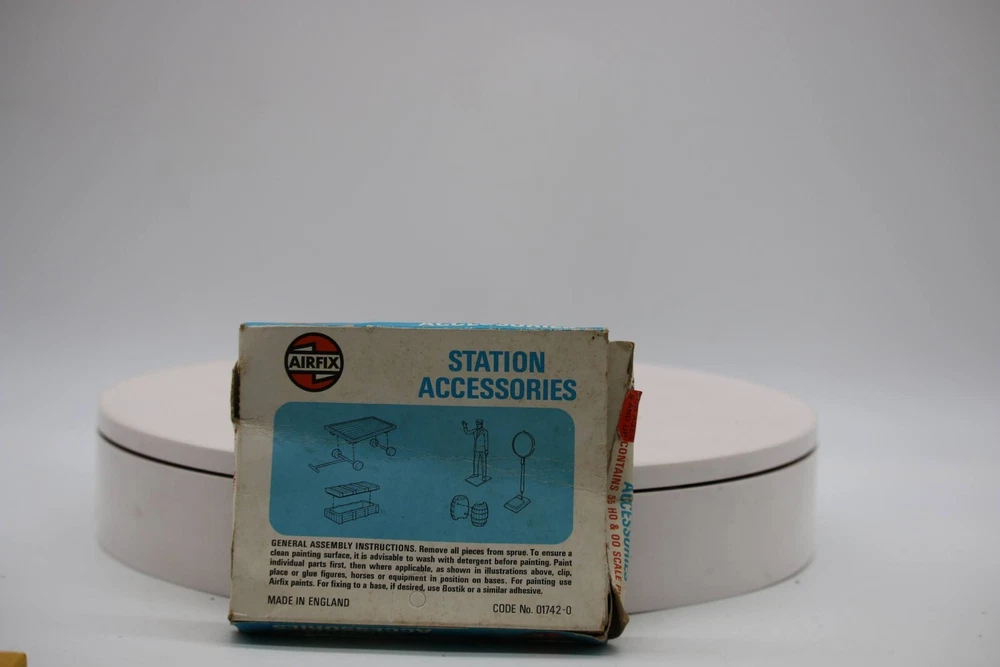 AIRFIX
STATION
ACCESSORIES
GENERAL ASSEMBLY INSTRUCTIONS. Remove all pieces from sprue. To ensure a
clean painting surface, it is advisable to wash with detergent before painting. Paint
individual parts first, then where applicable, as shown in illustrations above, clip,
place or glue figures, horses or equipment in position on bases. For painting use
Airfix paints. For fixing to a base, if desired, use Bostik or a similar adhesive.
MADE IN ENGLAND
CODE No. 01742-0
ACCESSORIES
CONTAINS HO & OO SCALE
ACCESSORIES